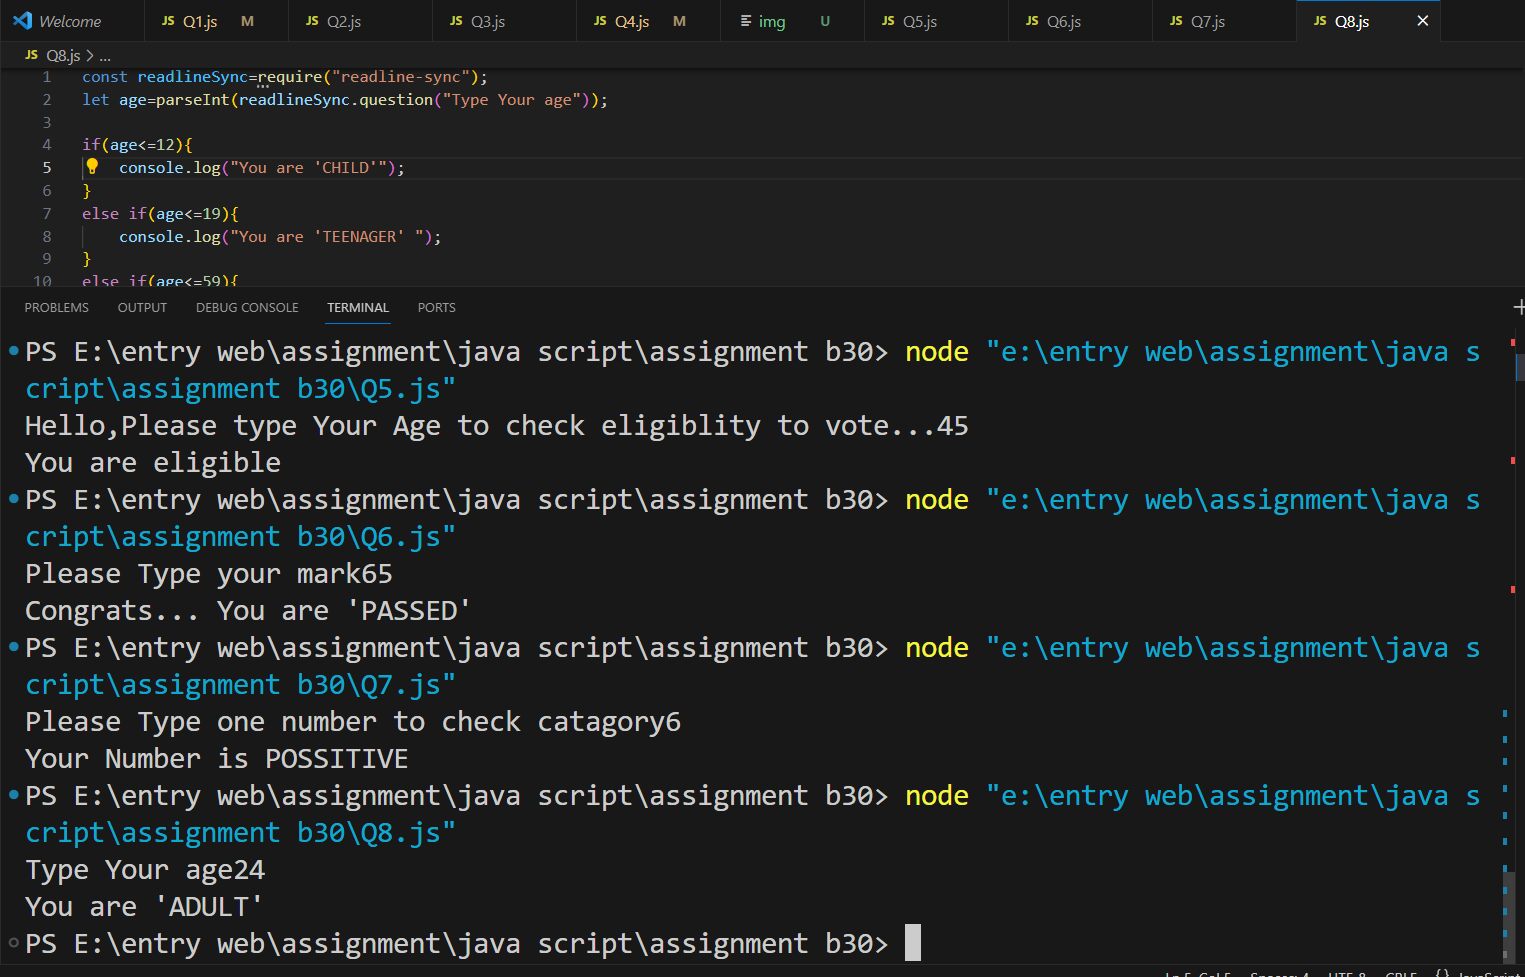 Welcome JS Q1.js M JS Q2.js JS Q3.js JS Q4.js M img U JS Q5.js JS Q6.js JS Q7.js JS Q8.js
JS Q8.js > ...
1 const readlineSync=require("readline-sync");
2 let age=parseInt(readlineSync.question("Type Your age"));
3
4 if(age<=12){
5 console.log("You are 'CHILD'");
6 }
7 else if(age<=19){
8 console.log("You are 'TEENAGER' ");
9 }
10 else if(age<=59){
PROBLEMS OUTPUT DEBUG CONSOLE TERMINAL PORTS
PS E:\entry web\assignment\java script\assignment b30> node "e:\entry web\assignment\java s
cript\assignment b30\Q5.js"
Hello,Please type Your Age to check eligiblity to vote...45
You are eligible
PS E:\entry web\assignment\java script\assignment b30> node "e:\entry web\assignment\java s
cript\assignment b30\Q6.js"
Please Type your mark65
Congrats... You are 'PASSED'
PS E:\entry web\assignment\java script\assignment b30> node "e:\entry web\assignment\java s
cript\assignment b30\Q7.js"
Please Type one number to check catagory6
Your Number is POSSITIVE
PS E:\entry web\assignment\java script\assignment b30> node "e:\entry web\assignment\java s
cript\assignment b30\Q8.js"
Type Your age24
You are 'ADULT'
PS E:\entry web\assignment\java script\assignment b30>